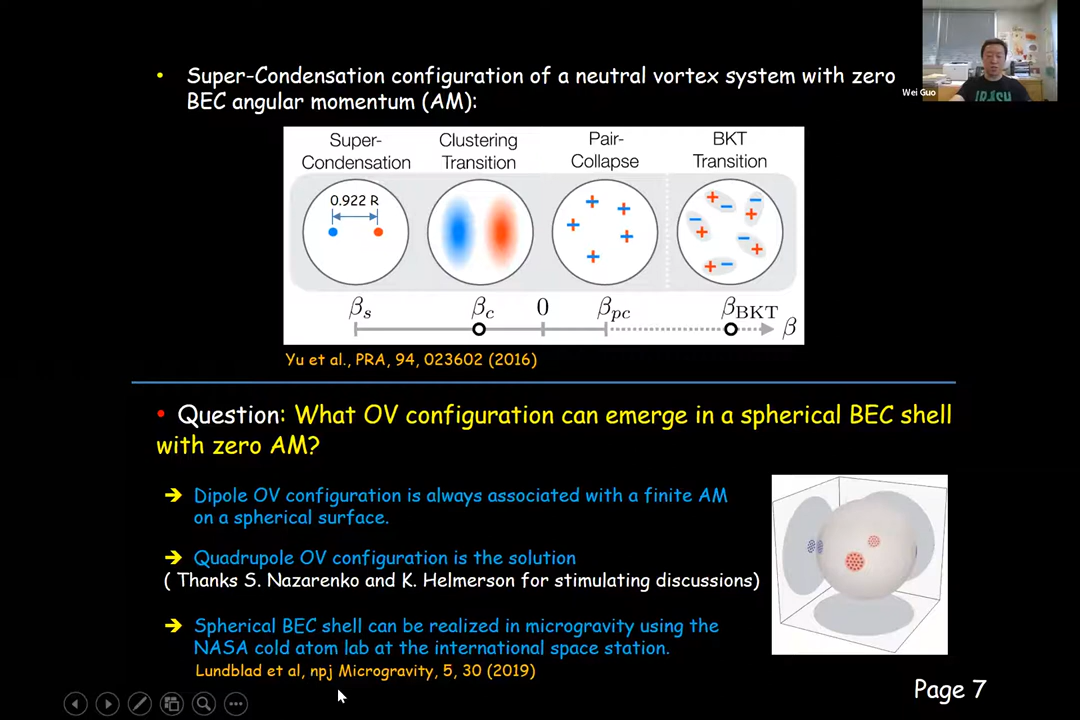 • Super-Condensation configuration of a neutral vortex system with zero
BEC angular momentum (AM):
Wei Guo
Super-
Condensation
Clustering
Transition
Pair-
Collapse
BKT
Transition
0.922 R
βs βc 0 βpc βBKT β
Yu et al., PRA, 94, 023602 (2016)
• Question: What OV configuration can emerge in a spherical BEC shell
with zero AM?
➔ Dipole OV configuration is always associated with a finite AM
on a spherical surface.
➔ Quadrupole OV configuration is the solution
( Thanks S. Nazarenko and K. Helmerson for stimulating discussions)
➔ Spherical BEC shell can be realized in microgravity using the
NASA cold atom lab at the international space station.
Lundblad et al, npj Microgravity, 5, 30 (2019)
Page 7